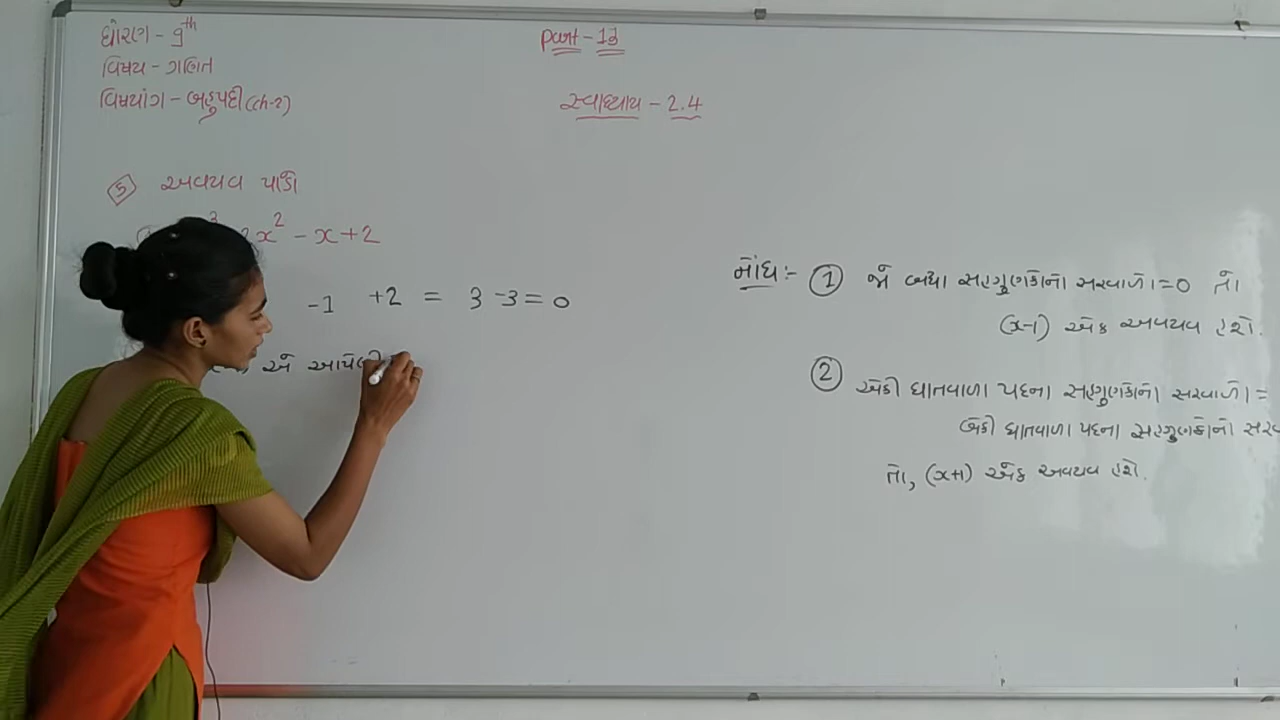 ધોરણ - 9th
વિષય - ગણિત
વિષયાંગ - બહુપદી (ch-2)
Part - 13
સ્વાધ્યાય - 2.4
5 અવયવ પાડો
x² - x + 2
-1 +2 = 3 - 3 = 0
એ આપેલી
નોંધ :- ① જો બધા સહગુણકોનો સરવાળો = 0 તો
(x-1) એક અવયવ હશે.
② એકી ઘાતવાળા પદના સહગુણકોનો સરવાળો =
બેકી ઘાતવાળા પદના સહગુણકોનો
તો, (x+1) એક અવયવ હશે.